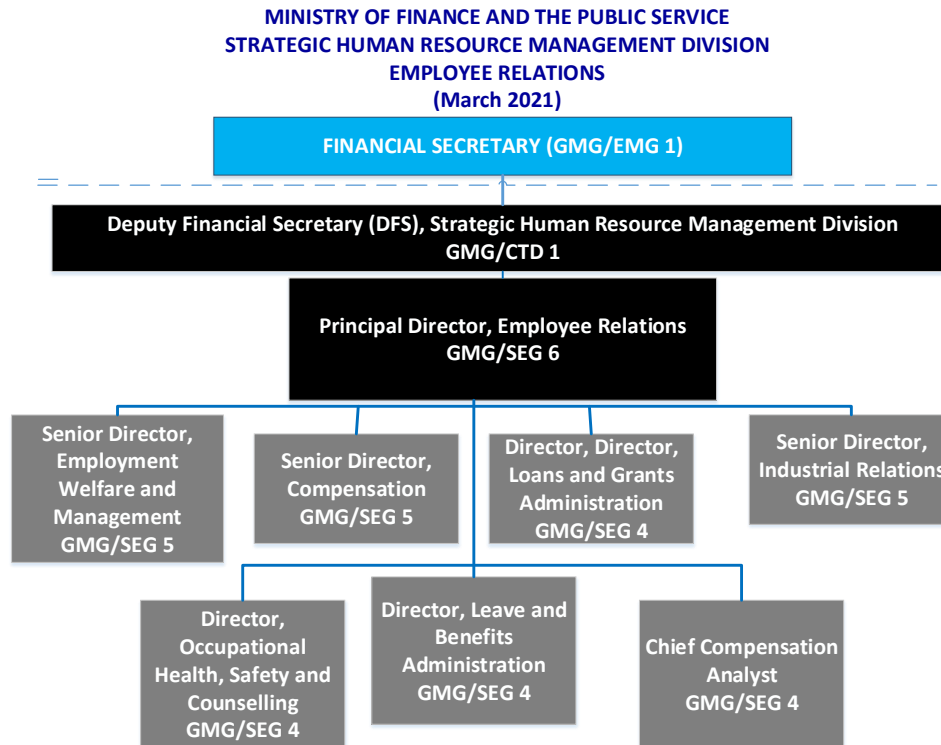 MINISTRY OF FINANCE AND THE PUBLIC SERVICE
STRATEGIC HUMAN RESOURCE MANAGEMENT DIVISION
EMPLOYEE RELATIONS
(March 2021)
FINANCIAL SECRETARY (GMG/EMG 1)
Deputy Financial Secretary (DFS), Strategic Human Resource Management Division
GMG/CTD 1
Principal Director, Employee Relations
GMG/SEG 6
Senior Director,
Employment
Welfare and
Management
GMG/SEG 5
Senior Director,
Compensation
GMG/SEG 5
Director, Director,
Loans and Grants
Administration
GMG/SEG 4
Senior Director,
Industrial Relations
GMG/SEG 5
Director,
Occupational
Health, Safety and
Counselling
GMG/SEG 4
Director, Leave and
Benefits
Administration
GMG/SEG 4
Chief Compensation
Analyst
GMG/SEG 4